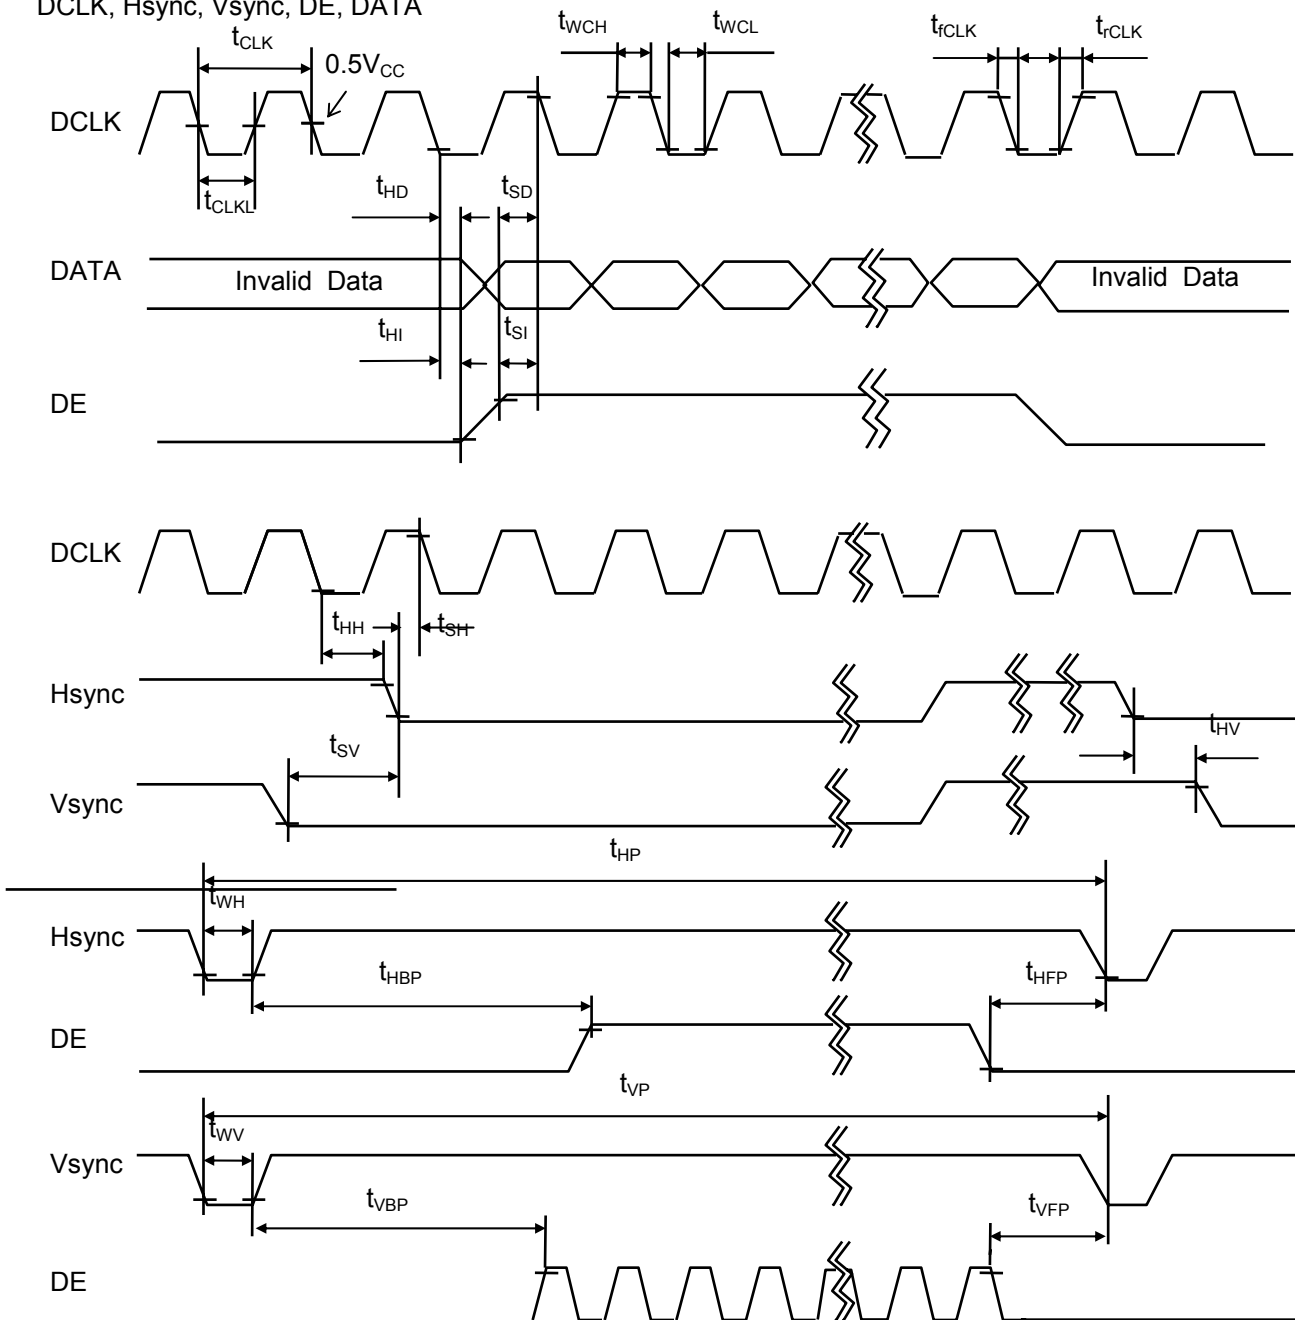 DCLK, Hsync, Vsync, DE, DATA
tCLK
tWCH
tWCL
tfCLK
trCLK
0.5VCC
DCLK
tCLKL
tHD
tSD
DATA
Invalid Data
Invalid Data
tHI
tSI
DE
DCLK
tHH
tSH
Hsync
tHV
tSV
Vsync
tHP
tWH
Hsync
tHBP
tHFP
DE
tVP
tWV
Vsync
tVBP
tVFP
DE